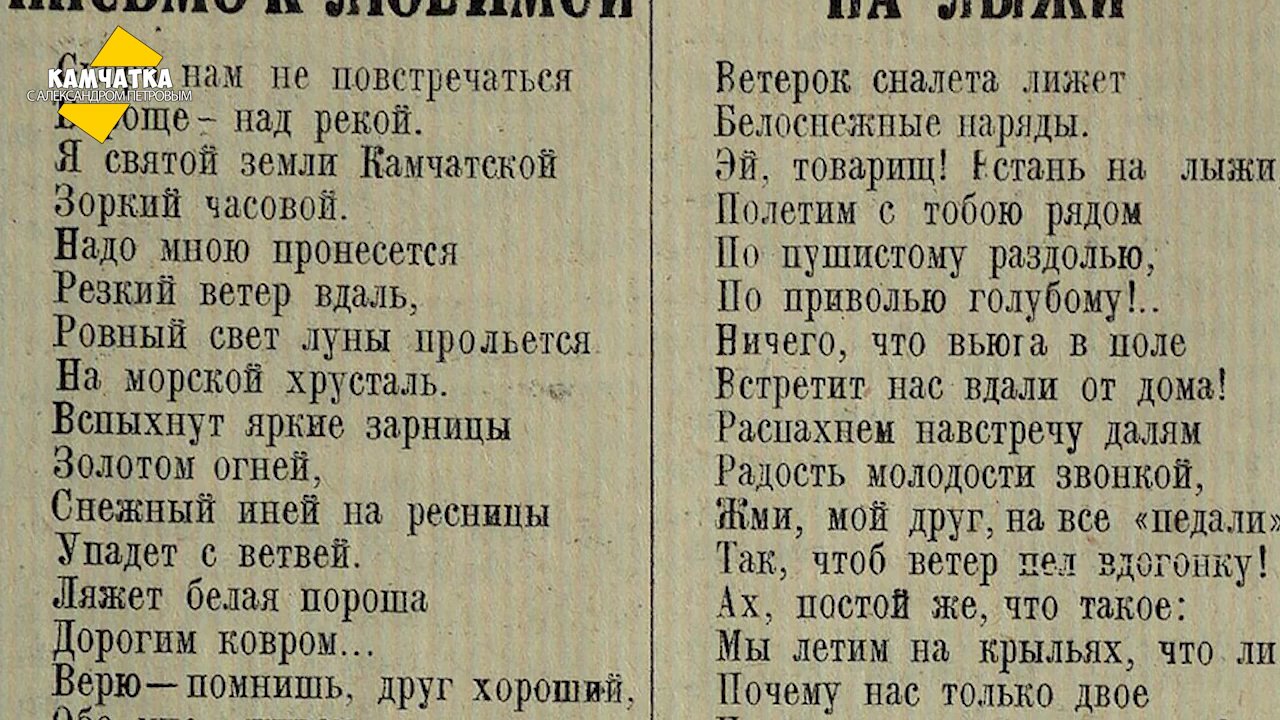 КАМЧАТКА
С АЛЕКСАНДРОМ ПЕТРОВЫМ
ПИСЬМО К ЛЮБИМОЙ
нам не повстречаться
над рекой.
Я святой земли Камчатской
Зоркий часовой.
Надо мною пронесется
Резкий ветер вдаль,
Ровный свет луны прольется
На морской хрусталь.
Вспыхнут яркие зарницы
Золотом огней,
Снежный иней на ресницы
Упадет с ветвей.
Ляжет белая пороша
Дорогим ковром...
Верю—помнишь, друг хороший,
НА ЛЫЖИ
Ветерок сналета лижет
Белоснежные наряды.
Эй, товарищ! Встань на лыжи
Полетим с тобою рядом
По пушистому раздолью,
По приволью голубому!..
Ничего, что вьюга в поле
Встретит нас вдали от дома!
Распахнем навстречу далям
Радость молодости звонкой,
Жми, мой друг, на все «педали»
Так, чтоб ветер пел вдогонку!
Ах, постой же, что такое:
Мы летим на крыльях, что ли
Почему нас только двое